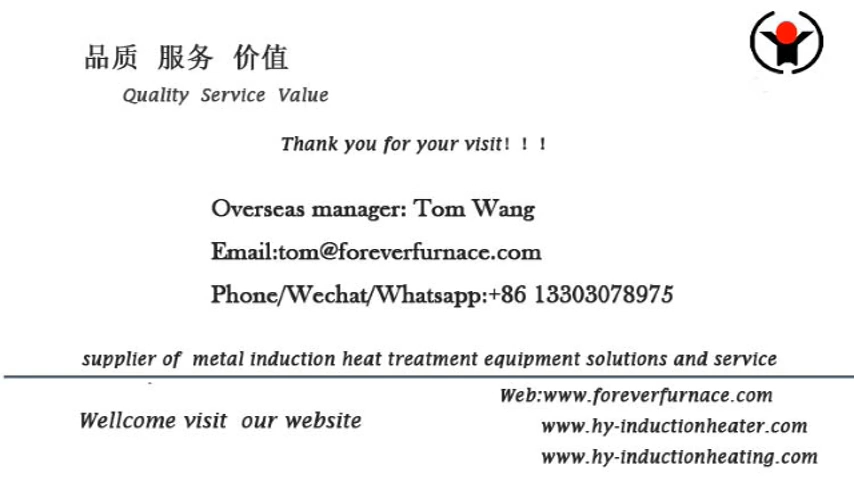 品质 服务 价值
Quality Service Value
Thank you for your visit！！！
Overseas manager: Tom Wang
Email:tom@foreverfurnace.com
Phone/Wechat/Whatsapp:+86 13303078975
supplier of metal induction heat treatment equipment solutions and service
Wellcome visit our website
Web:www.foreverfurnace.com
www.hy-inductionheater.com
www.hy-inductionheating.com